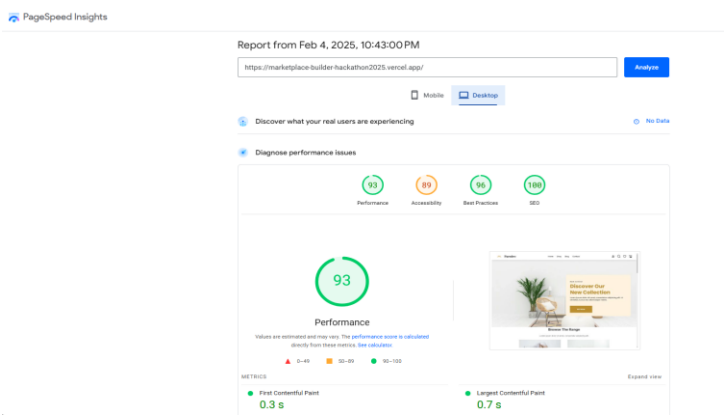 PageSpeed Insights
Report from Feb 4, 2025, 10:43:00 PM
https://marketplace-builder-hackathon2025.vercel.app/
Analyze
Mobile
Desktop
Discover what your real users are experiencing
No Data
Diagnose performance issues
93
89
96
100
Performance
Accessibility
Best Practices
SEO
93
Performance
Values are estimated and may vary. The performance score is calculated
directly from these metrics. See calculator.
0–49
50–89
90–100
Discover Our
New Collection
Browse The Range
METRICS
Expand view
First Contentful Paint
0.3 s
Largest Contentful Paint
0.7 s